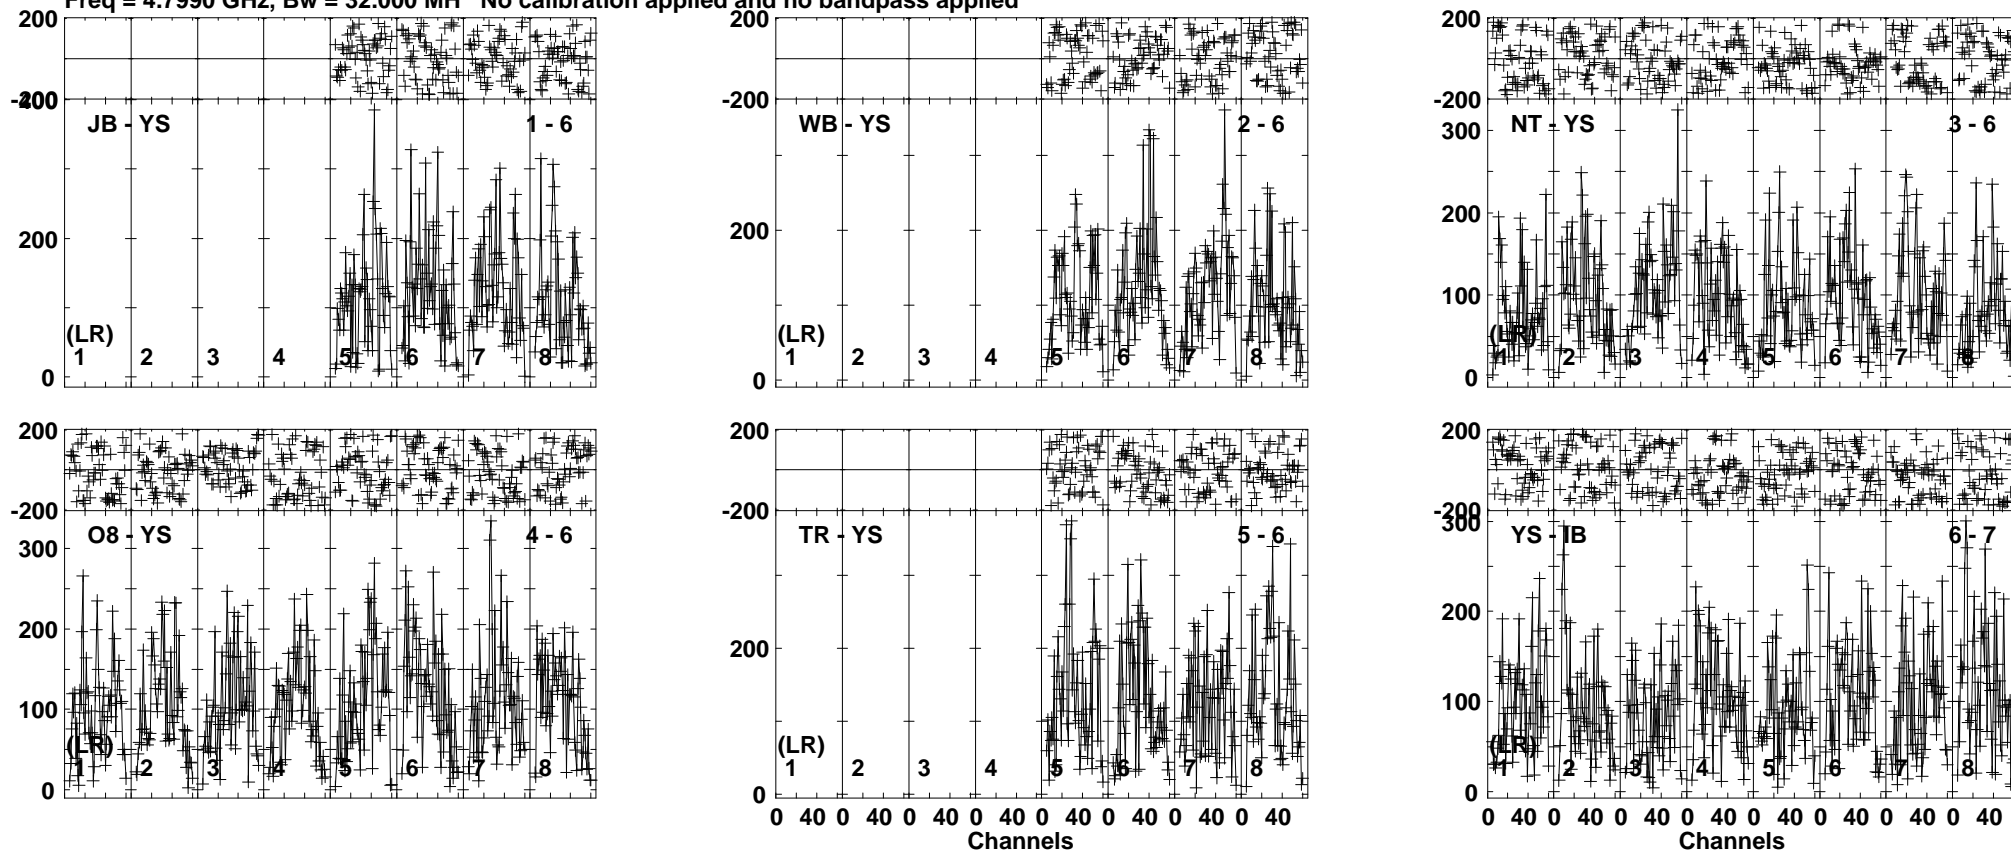 Freq = 4.7990 GHz, Bw = 32.000 MH No calibration applied and no bandpass applied
200 200 200
-200 -200 -200
400
JB - YS 1 - 6 WB - YS 2 - 6 NT - YS 3 - 6
300
200 200 200
100
(LR) (LR) (LR)
1 2 3 4 5 6 7 8 1 2 3 4 5 6 7 8 1 2 3 4 5 6 7 8
0 0 0
200 200 200
-200 -200 -200
300
O8 - YS 4 - 6 TR - YS 5 - 6 YS - IB 6 - 7
300
200 200 200
100 100
(LR) (LR) (LR)
1 2 3 4 5 6 7 8 1 2 3 4 5 6 7 8 1 2 3 4 5 6 7 8
0 0 0
0 40 0 40 0 40 0 40 0 40 0 40 0 40 0 40 0 40 0 40 0 40 0 40 0 40 0 40 0 40 0 40
Channels Channels